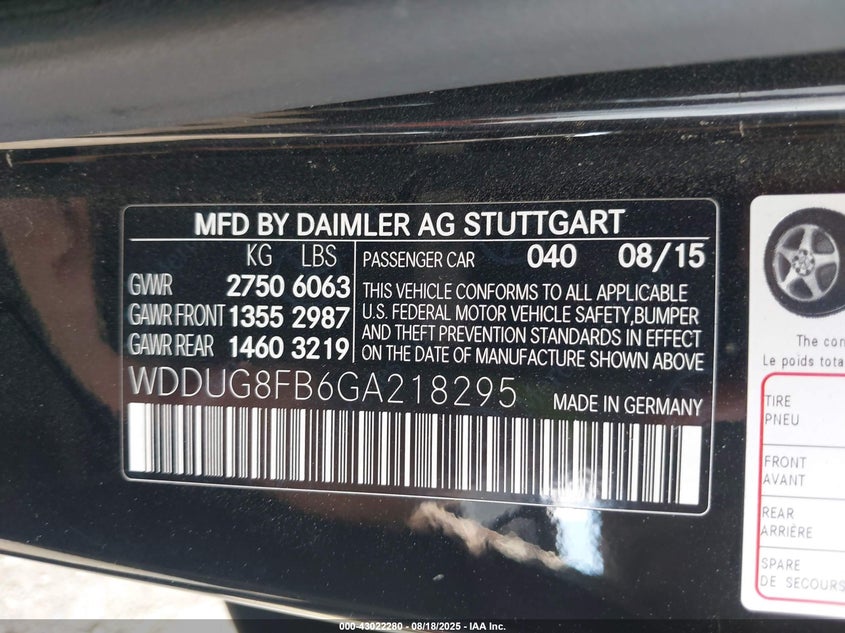 MFD BY DAIMLER AG STUTTGART
KG LBS
GVWR 2750 6063
GAWR FRONT 1355 2987
GAWR REAR 1460 3219
PASSENGER CAR 040 08/15
THIS VEHICLE CONFORMS TO ALL APPLICABLE
U.S. FEDERAL MOTOR VEHICLE SAFETY,BUMPER
AND THEFT PREVENTION STANDARDS IN EFFECT
ON THE DATE OF MANUFACTURE SHOWN ABOVE
WDDUG8FB6GA218295 MADE IN GERMANY
The com
Le poids tota
TIRE
PNEU
FRONT
AVANT
REAR
ARRIÈRE
SPARE
DE SECOURS
000-43022280 - 08/18/2025 - IAA Inc.